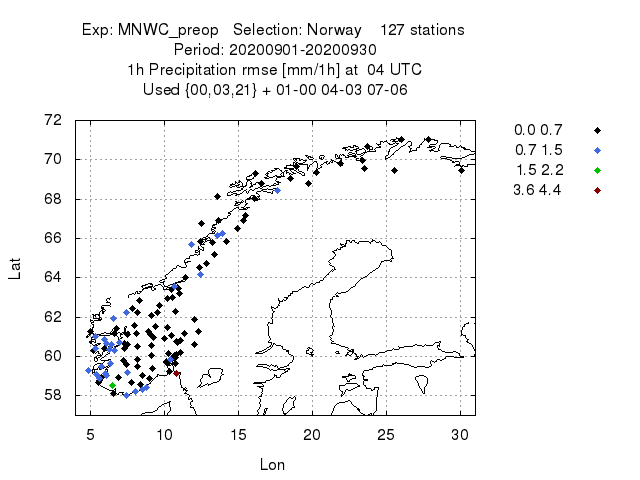 Exp: MNWC_preop Selection: Norway 127 stations
Period: 20200901-20200930
1h Precipitation rmse [mm/1h] at 04 UTC
Used {00,03,21} + 01-00 04-03 07-06
72
70
68
66
64
62
60
58
Lat
5 10 15 20 25 30
Lon
0.0 0.7
0.7 1.5
1.5 2.2
3.6 4.4